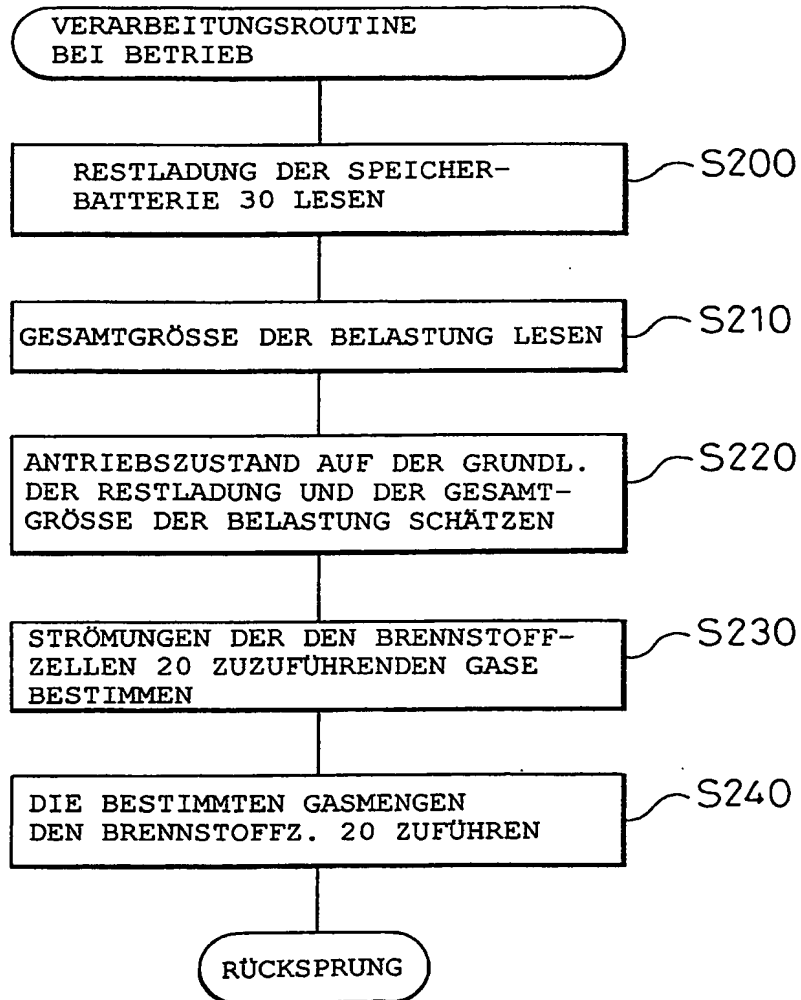 VERARBEITUNGSROUTINE
BEI BETRIEB
RESTLADUNG DER SPEICHER-
BATTERIE 30 LESEN
S200
GESAMTGRÖSSE DER BELASTUNG LESEN
S210
ANTRIEBSZUSTAND AUF DER GRUNDL.
DER RESTLADUNG UND DER GESAMT-
GRÖSSE DER BELASTUNG SCHÄTZEN
S220
STRÖMUNGEN DER DEN BRENNSTOFF-
ZELLEN 20 ZUZUFÜHRENDEN GASE
BESTIMMEN
S230
DIE BESTIMMTEN GASMENGEN
DEN BRENNSTOFFZ. 20 ZUFÜHREN
S240
RÜCKSPRUNG